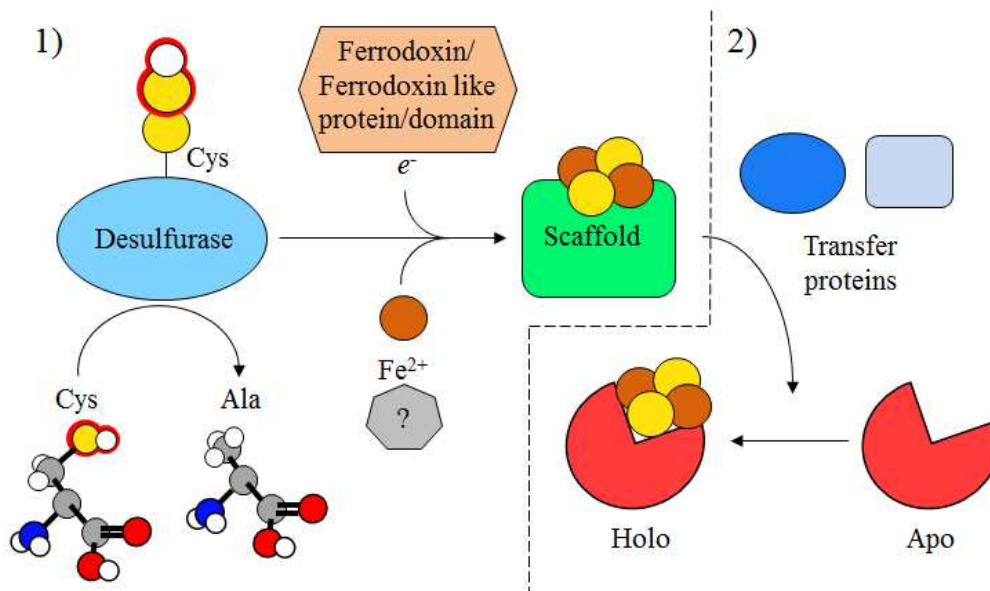 1)
Ferrodoxin/
Ferrodoxin like
protein/domain
e-
Cys
Desulfurase
Scaffold
Fe2+
?
Cys
Ala
2)
Transfer
proteins
Holo
Apo